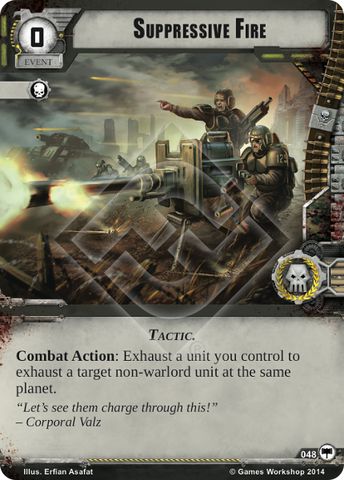 0
SUPPRESSIVE FIRE
EVENT
TACTIC.
Combat Action: Exhaust a unit you control to
exhaust a target non-warlord unit at the same
planet.
“Let’s see them charge through this!”
– Corporal Valz
048
Illus. Erfian Asafat
© Games Workshop 2014